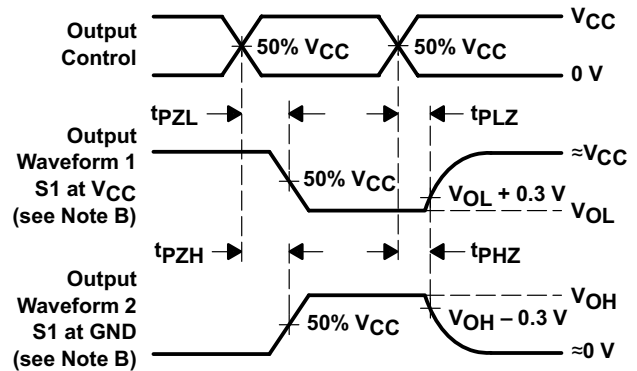 Output
Control
50% VCC
50% VCC
VCC
0 V
tPZL
tPLZ
Output
Waveform 1
S1 at VCC
(see Note B)
50% VCC
≈VCC
VOL + 0.3 V
VOL
tPZH
tPHZ
Output
Waveform 2
S1 at GND
(see Note B)
50% VCC
VOH
VOH – 0.3 V
≈0 V